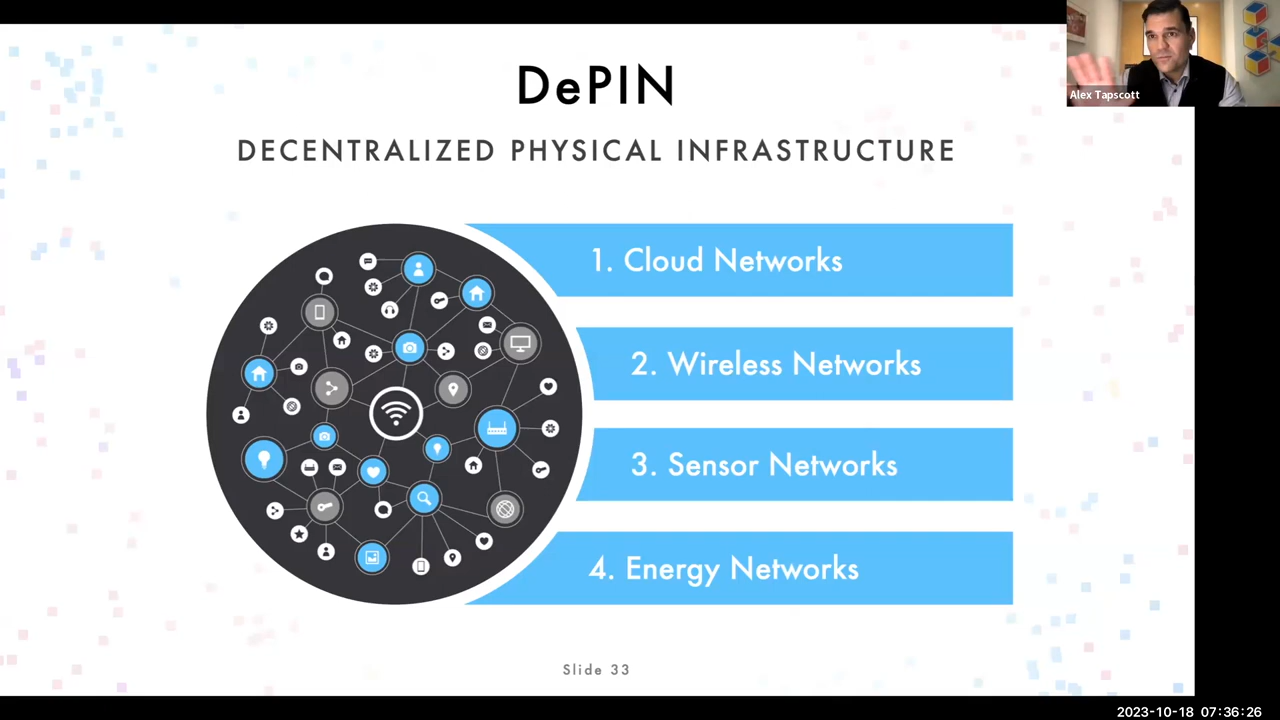 DePIN
DECENTRALIZED PHYSICAL INFRASTRUCTURE
Alex Tapscott
1. Cloud Networks
2. Wireless Networks
3. Sensor Networks
4. Energy Networks
Slide 33
2023-10-18 07:36:26